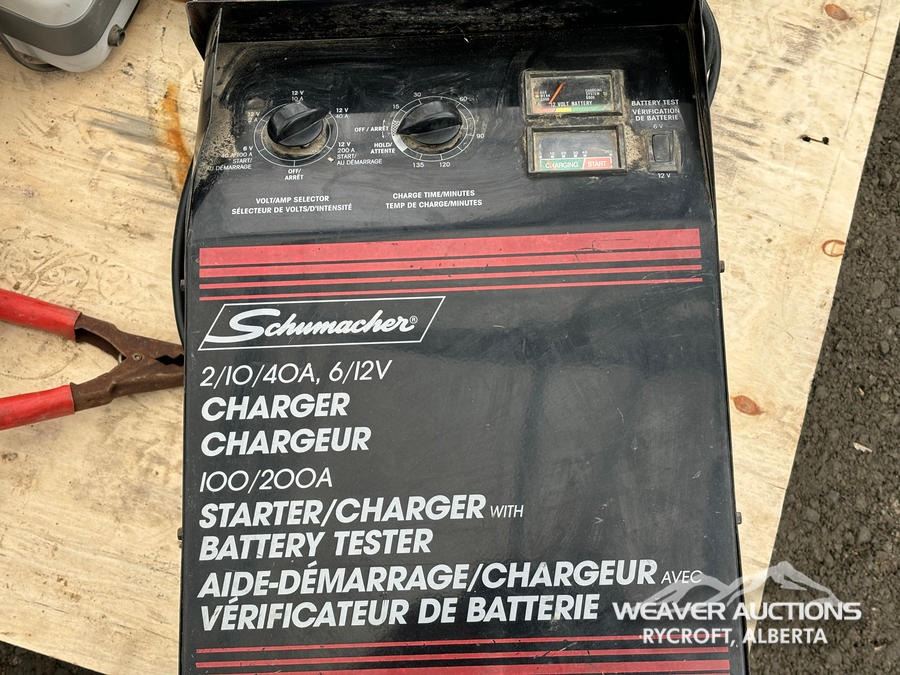 12 V
10 A
12 V
40 A
6 V
START/
AU DÉMARRAGE
12 V
200 A
START/
AU DÉMARRAGE
OFF/
ARRÊT
VOLT/AMP SELECTOR
SÉLECTEUR DE VOLTS/D'INTENSITÉ
15
30
60
90
120
135
OFF / ARRÊT
HOLD/
ATTENTE
CHARGE TIME/MINUTES
TEMP DE CHARGE/MINUTES
12 VOLT BATTERY
CHARGING
START
BATTERY TEST
VÉRIFICATION
DE BATTERIE
6 V
12 V
Schumacher®
2/10/40A, 6/12V
CHARGER
CHARGEUR
100/200A
STARTER/CHARGER WITH
BATTERY TESTER
AIDE-DÉMARRAGE/CHARGEUR AVEC
VÉRIFICATEUR DE BATTERIE
WEAVER AUCTIONS
RYCROFT, ALBERTA